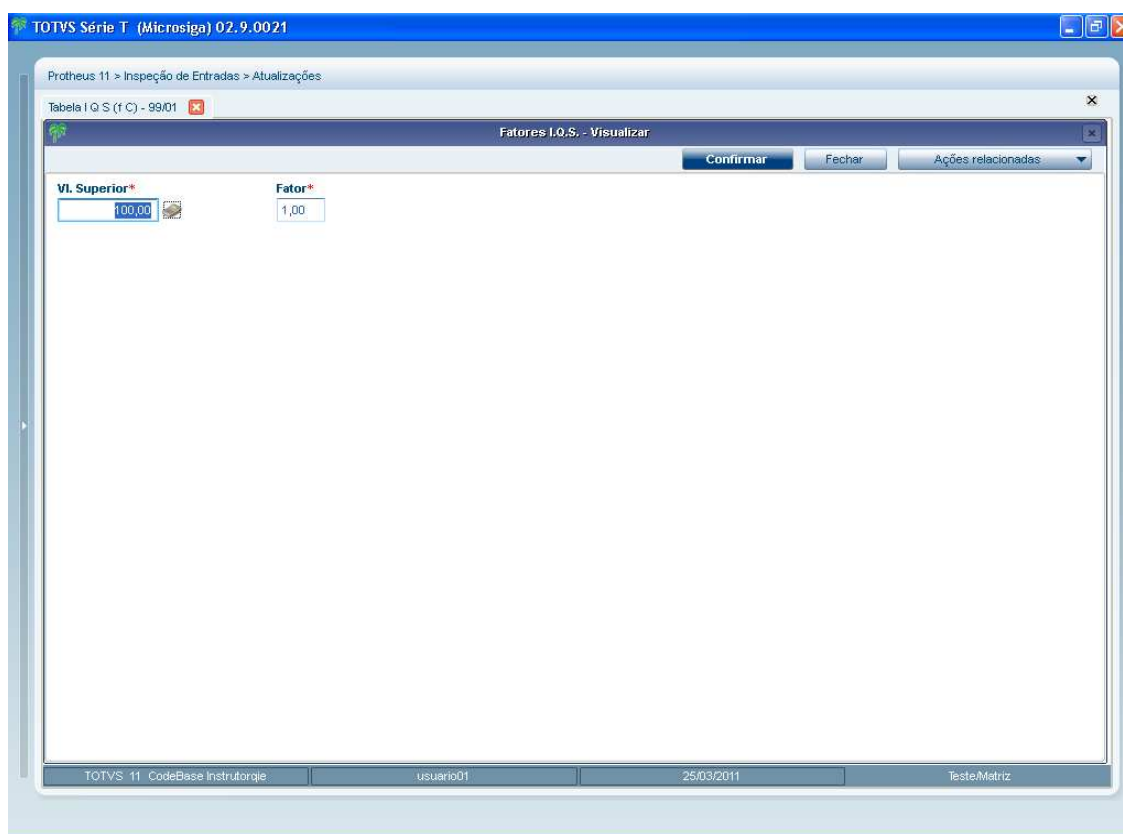 TOTVS Série T (Microsiga) 02.9.0021
Protheus 11 > Inspeção de Entradas > Atualizações
Tabela I Q S (f C) - 99/01
Fatores I.Q.S. - Visualizar
Confirmar Fechar Ações relacionadas
Vl. Superior* Fator*
100,00 1,00
TOTVS 11 CodeBase Instrutorqie usuario01 25/03/2011 Teste/Matriz